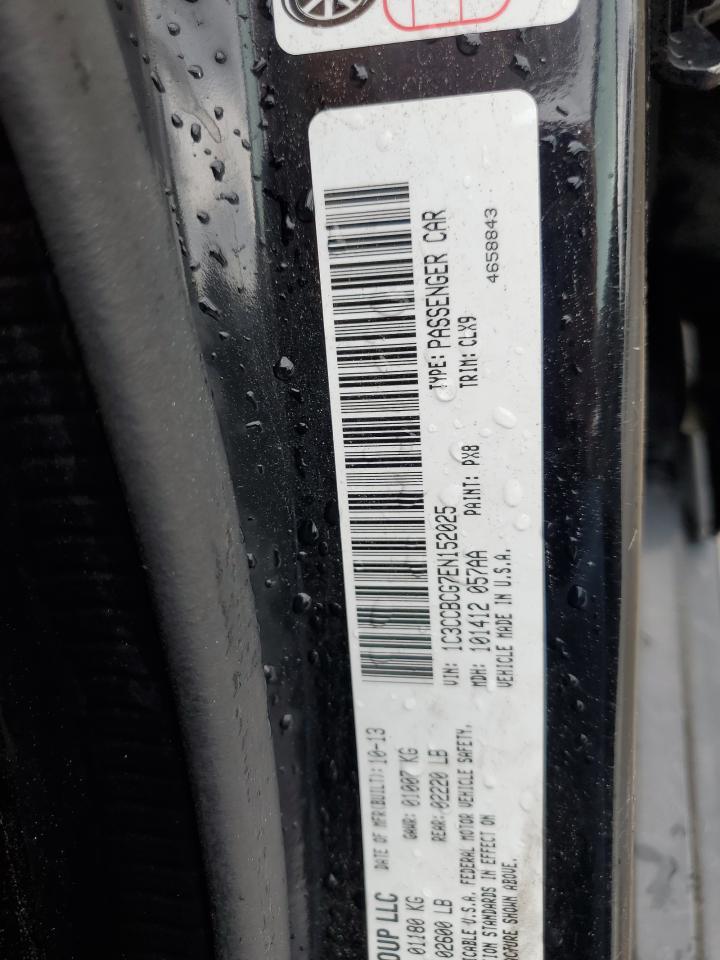 OUP LLC
DATE OF MFR(BUILT): 10-13
01180 KG GAWR: 01007 KG
02600 LB REAR: 02220 LB
ICABLE U.S.A. FEDERAL MOTOR VEHICLE SAFETY,
ION STANDARDS IN EFFECT ON
SHOWN ABOVE.
VIN: 1C3CCBCG7EN152025
TYPE: PASSENGER CAR
MDH: 101412 057AA
PAINT: PX8
TRIM: CLX9
VEHICLE MADE IN U.S.A.
4658843